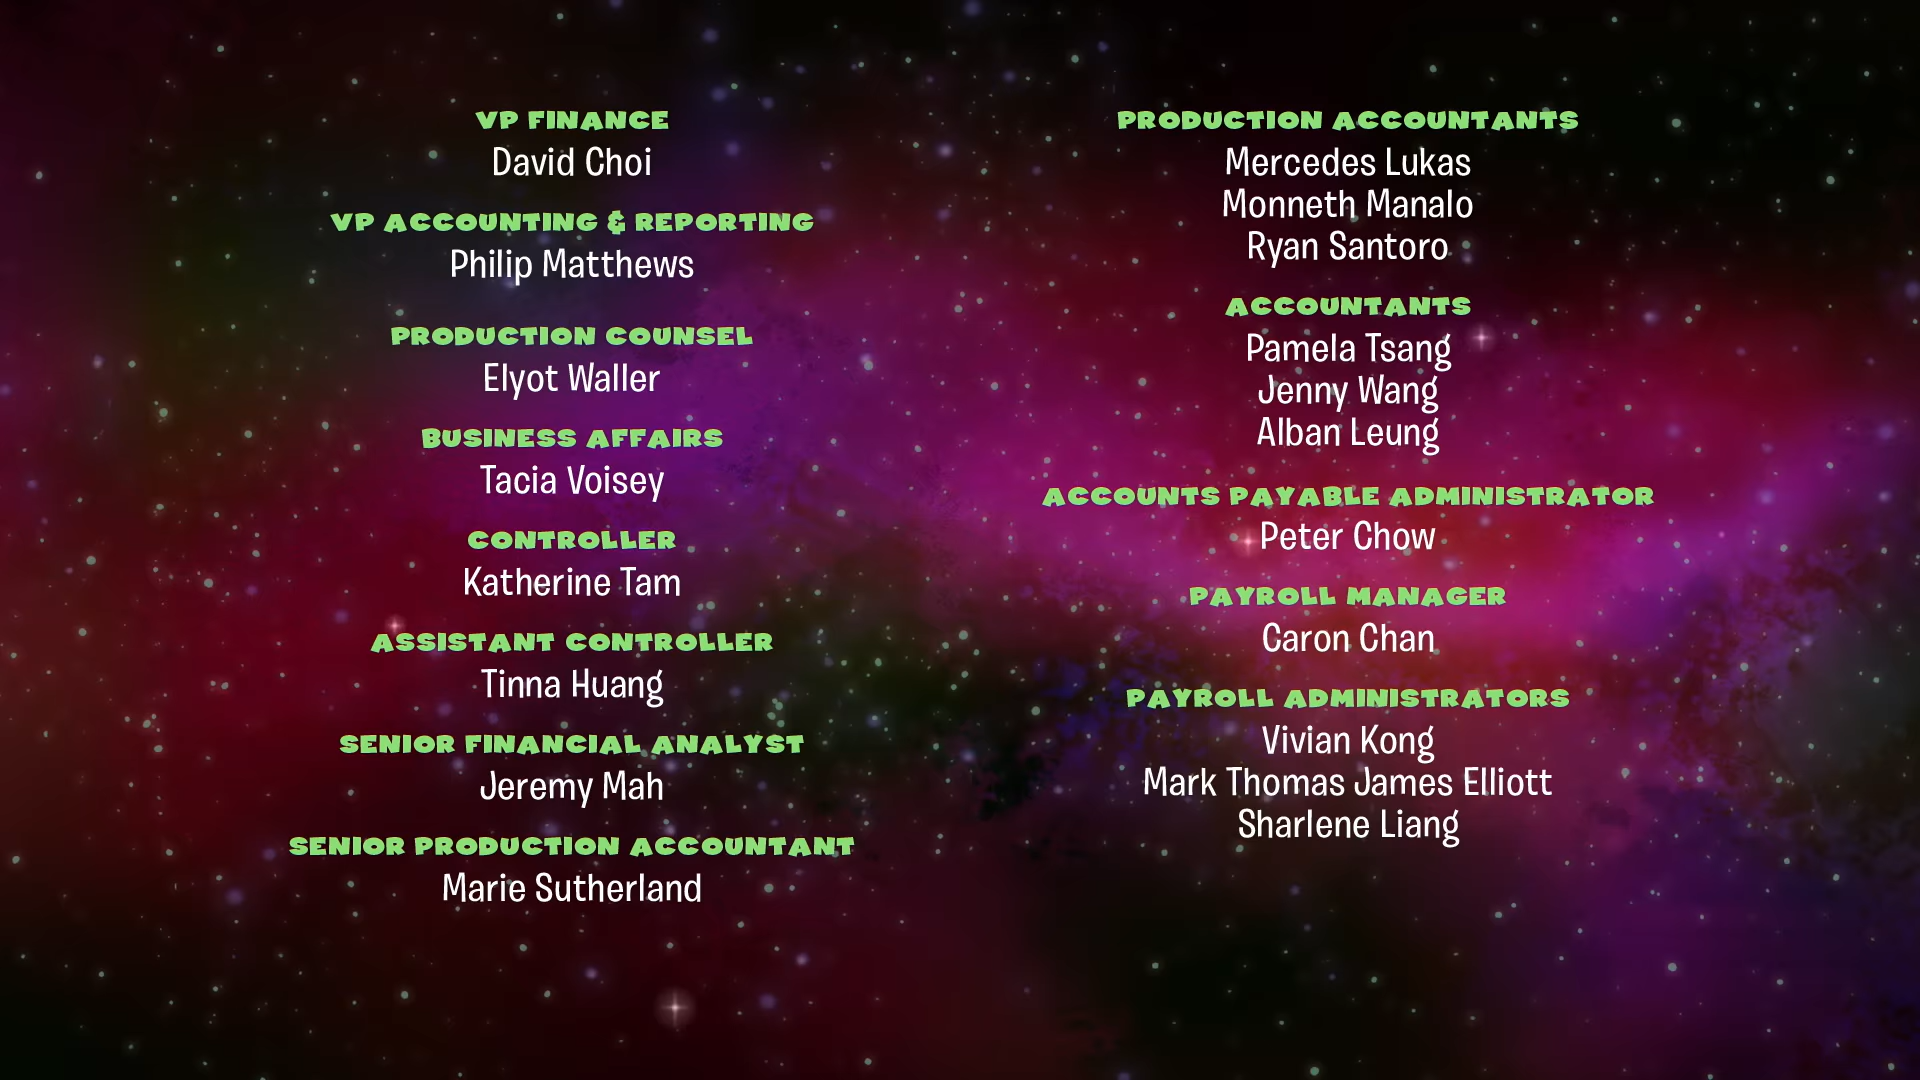 VP FINANCE
David Choi
VP ACCOUNTING & REPORTING
Philip Matthews
PRODUCTION COUNSEL
Elyot Waller
BUSINESS AFFAIRS
Tacia Voisey
CONTROLLER
Katherine Tam
ASSISTANT CONTROLLER
Tinna Huang
SENIOR FINANCIAL ANALYST
Jeremy Mah
SENIOR PRODUCTION ACCOUNTANT
Marie Sutherland
PRODUCTION ACCOUNTANTS
Mercedes Lukas
Monneth Manalo
Ryan Santoro
ACCOUNTANTS
Pamela Tsang
Jenny Wang
Alban Leung
ACCOUNTS PAYABLE ADMINISTRATOR
Peter Chow
PAYROLL MANAGER
Caron Chan
PAYROLL ADMINISTRATORS
Vivian Kong
Mark Thomas James Elliott
Sharlene Liang